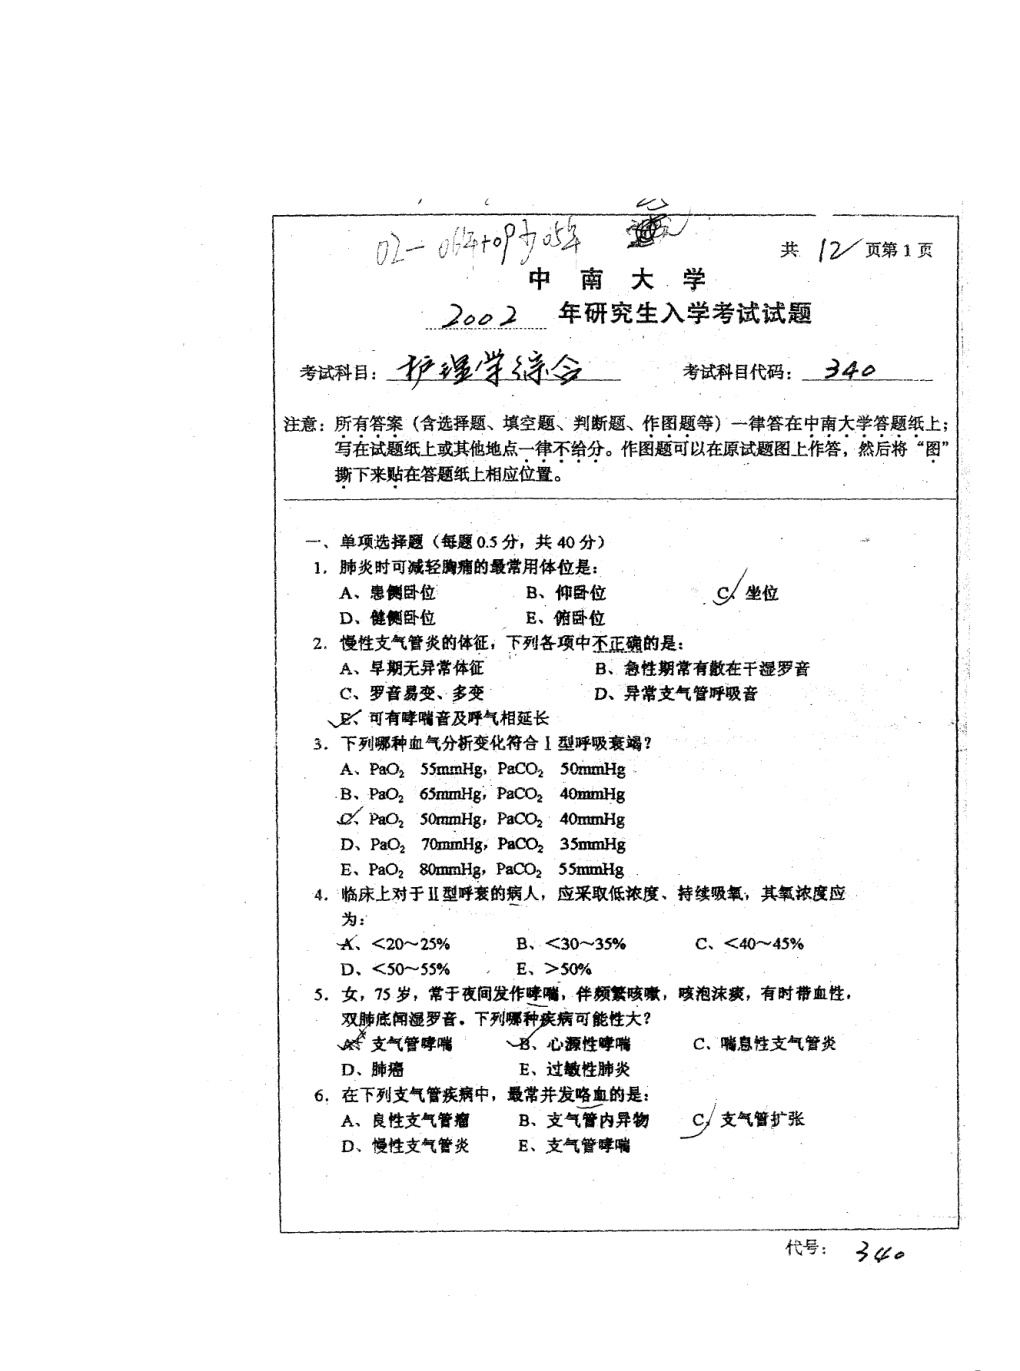 02—06年+09
05年
共 12 页第 1 页
中南大学
2002 年研究生入学考试试题
考试科目： 护理学综合 考试科目代码： 340
注意：所有答案（含选择题、填空题、判断题、作图题等）一律答在中南大学答题纸上；
写在试题纸上或其他地点一律不给分。作图题可以在原试题图上作答，然后将“图”
撕下来贴在答题纸上相应位置。
一、单项选择题（每题 0.5 分，共 40 分）
1．肺炎时可减轻胸痛的最常用体位是：
A、患侧卧位 B、仰卧位 C、坐位
D、健侧卧位 E、俯卧位
2．慢性支气管炎的体征，下列各项中不正确的是：
A、早期无异常体征 B、急性期常有散在干湿罗音
C、罗音易变、多变 D、异常支气管呼吸音
E、可有哮喘音及呼气相延长
3．下列哪种血气分析变化符合Ⅰ型呼吸衰竭？
A、PaO₂ 55mmHg，PaCO₂ 50mmHg
B、PaO₂ 65mmHg，PaCO₂ 40mmHg
C、PaO₂ 50mmHg，PaCO₂ 40mmHg
D、PaO₂ 70mmHg，PaCO₂ 35mmHg
E、PaO₂ 80mmHg，PaCO₂ 55mmHg
4．临床上对于Ⅱ型呼衰的病人，应采取低浓度、持续吸氧，其氧浓度应
为：
A、＜20～25% B、＜30～35% C、＜40～45%
D、＜50～55% E、＞50%
5．女，75 岁，常于夜间发作哮喘，伴频繁咳嗽，咳泡沫痰，有时带血性，
双肺底闻湿罗音。下列哪种疾病可能性大？
A、支气管哮喘 B、心源性哮喘 C、喘息性支气管炎
D、肺癌 E、过敏性肺炎
6．在下列支气管疾病中，最常并发咯血的是：
A、良性支气管瘤 B、支气管内异物 C、支气管扩张
D、慢性支气管炎 E、支气管哮喘
代号： 340